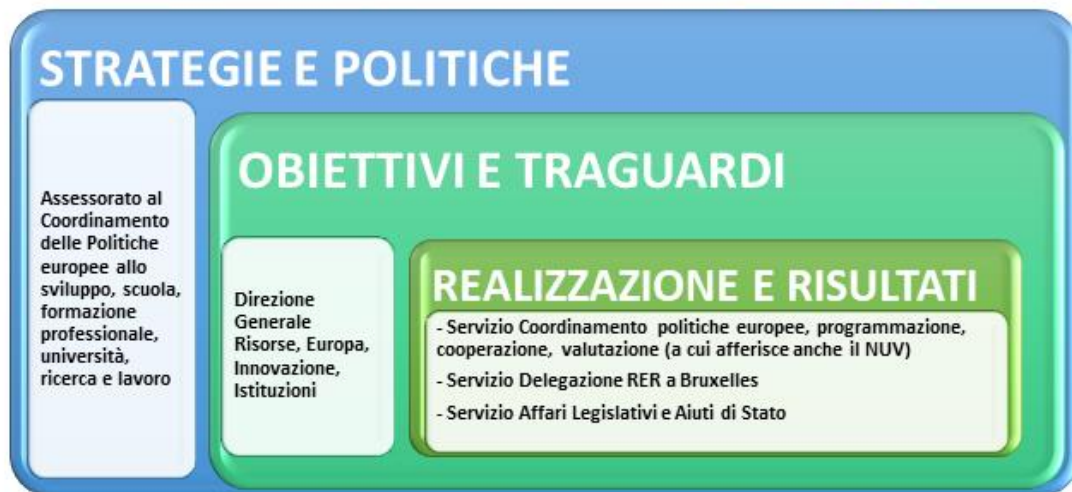 STRATEGIE E POLITICHE
Assessorato al
Coordinamento
delle Politiche
europee allo
sviluppo, scuola,
formazione
professionale,
università,
ricerca e lavoro
OBIETTIVI E TRAGUARDI
Direzione
Generale
Risorse, Europa,
Innovazione,
Istituzioni
REALIZZAZIONE E RISULTATI
- Servizio Coordinamento politiche europee, programmazione,
cooperazione, valutazione (a cui afferisce anche il NUV)
- Servizio Delegazione RER a Bruxelles
- Servizio Affari Legislativi e Aiuti di Stato